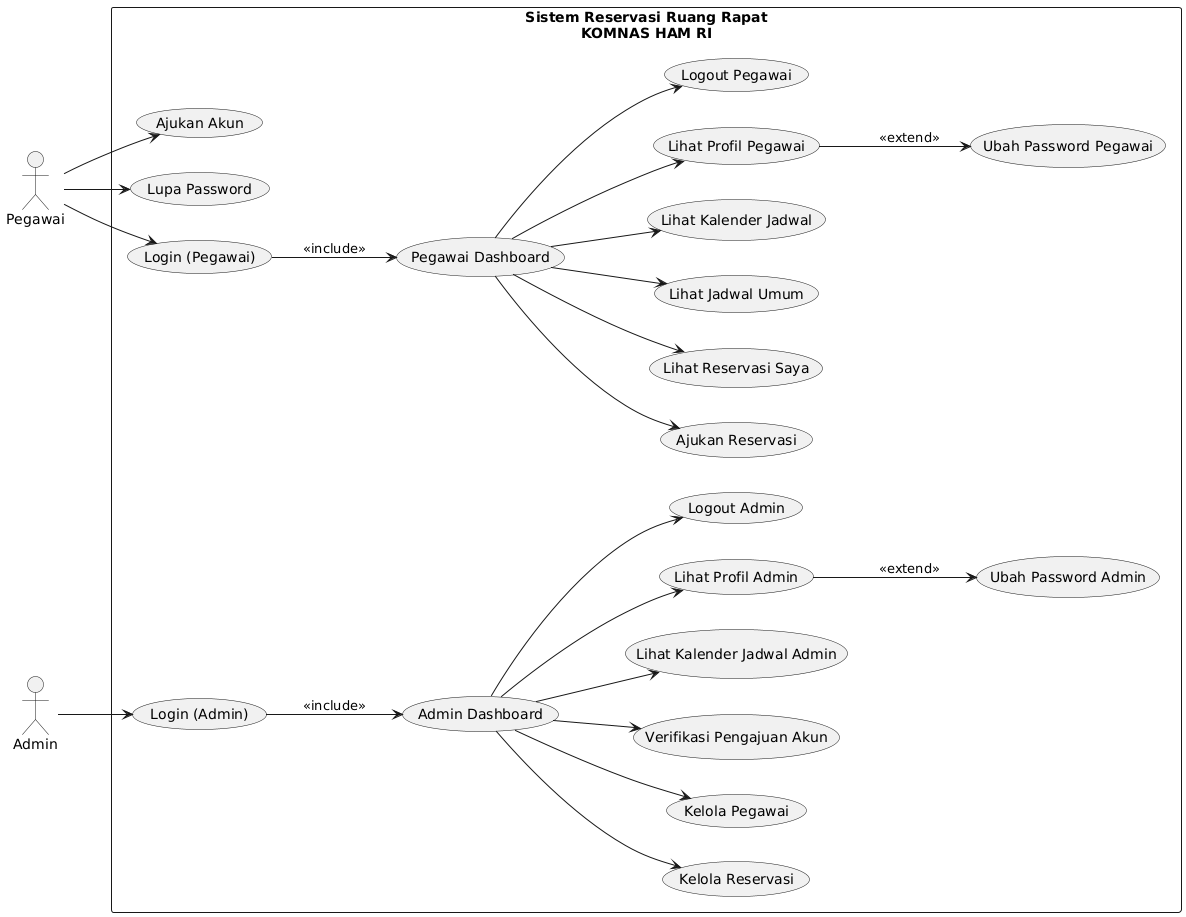 Sistem Reservasi Ruang Rapat
KOMNAS HAM RI
Logout Pegawai
Ajukan Akun
Lihat Profil Pegawai
«extend»
Ubah Password Pegawai
Lupa Password
Pegawai
Lihat Kalender Jadwal
Login (Pegawai)
«include»
Pegawai Dashboard
Lihat Jadwal Umum
Lihat Reservasi Saya
Ajukan Reservasi
Logout Admin
Lihat Profil Admin
«extend»
Ubah Password Admin
Lihat Kalender Jadwal Admin
Admin
Login (Admin)
«include»
Admin Dashboard
Verifikasi Pengajuan Akun
Kelola Pegawai
Kelola Reservasi